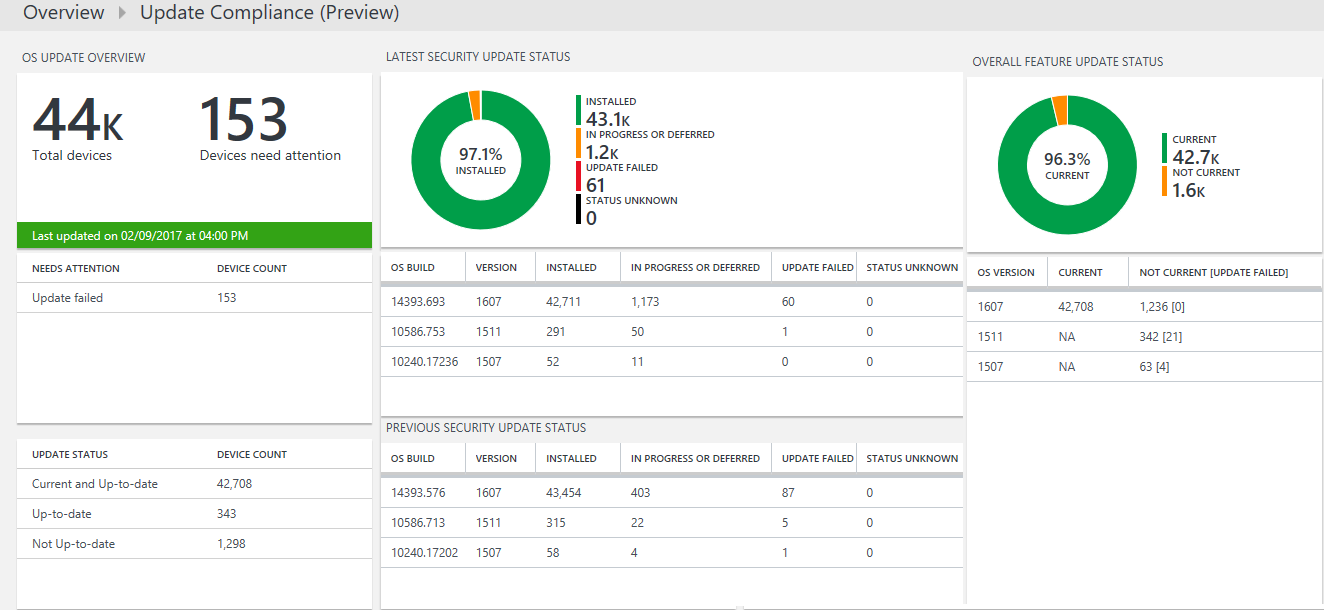 Overview Update Compliance (Preview)
OS UPDATE OVERVIEW
44K 153
Total devices Devices need attention
Last updated on 02/09/2017 at 04:00 PM
NEEDS ATTENTION DEVICE COUNT
Update failed 153
UPDATE STATUS DEVICE COUNT
Current and Up-to-date 42,708
Up-to-date 343
Not Up-to-date 1,298
LATEST SECURITY UPDATE STATUS
97.1%
INSTALLED
INSTALLED
43.1K
IN PROGRESS OR DEFERRED
1.2K
UPDATE FAILED
61
STATUS UNKNOWN
0
OS BUILD VERSION INSTALLED IN PROGRESS OR DEFERRED UPDATE FAILED STATUS UNKNOWN
14393.693 1607 42,711 1,173 60 0
10586.753 1511 291 50 1 0
10240.17236 1507 52 11 0 0
PREVIOUS SECURITY UPDATE STATUS
OS BUILD VERSION INSTALLED IN PROGRESS OR DEFERRED UPDATE FAILED STATUS UNKNOWN
14393.576 1607 43,454 403 87 0
10586.713 1511 315 22 5 0
10240.17202 1507 58 4 1 0
OVERALL FEATURE UPDATE STATUS
96.3%
CURRENT
CURRENT
42.7K
NOT CURRENT
1.6K
OS VERSION CURRENT NOT CURRENT [UPDATE FAILED]
1607 42,708 1,236 [0]
1511 NA 342 [21]
1507 NA 63 [4]